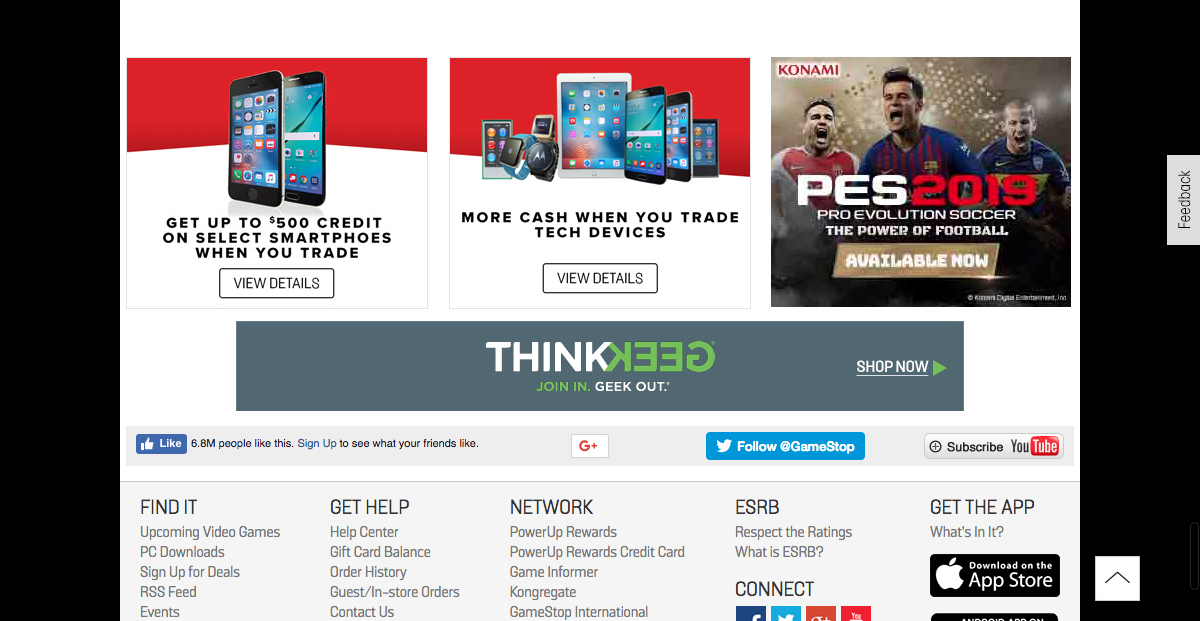 GET UP TO $500 CREDIT
ON SELECT SMARTPHOES
WHEN YOU TRADE
VIEW DETAILS
MORE CASH WHEN YOU TRADE
TECH DEVICES
VIEW DETAILS
KONAMI
PES2019
PRO EVOLUTION SOCCER
THE POWER OF FOOTBALL
AVAILABLE NOW
© Konami Digital Entertainment, Inc.
Feedback
THINKGEEK
JOIN IN. GEEK OUT.
SHOP NOW
Like 6.8M people like this. Sign Up to see what your friends like.
G+
Follow @GameStop
Subscribe YouTube
FIND IT
Upcoming Video Games
PC Downloads
Sign Up for Deals
RSS Feed
Events
GET HELP
Help Center
Gift Card Balance
Order History
Guest/In-store Orders
Contact Us
NETWORK
PowerUp Rewards
PowerUp Rewards Credit Card
Game Informer
Kongregate
GameStop International
ESRB
Respect the Ratings
What is ESRB?
CONNECT
You
GET THE APP
What's In It?
Download on the
App Store
ANDROID APP ON